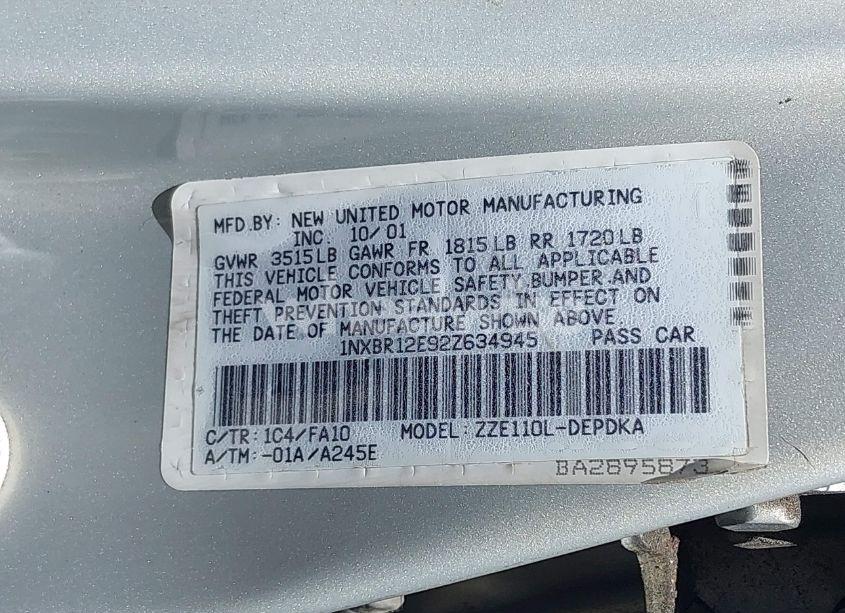 MFD.BY: NEW UNITED MOTOR MANUFACTURING
INC. 10/01
GVWR 3515LB GAWR FR 1815LB RR 1720LB
THIS VEHICLE CONFORMS TO ALL APPLICABLE
FEDERAL MOTOR VEHICLE SAFETY,BUMPER,AND
THEFT PREVENTION STANDARDS IN EFFECT ON
THE DATE OF MANUFACTURE SHOWN ABOVE.
1NXBR12E92Z634945 PASS CAR
C/TR: 1C4/FA10 MODEL: ZZE110L-DEPDKA
A/TM: -01A/A245E
BA2895873